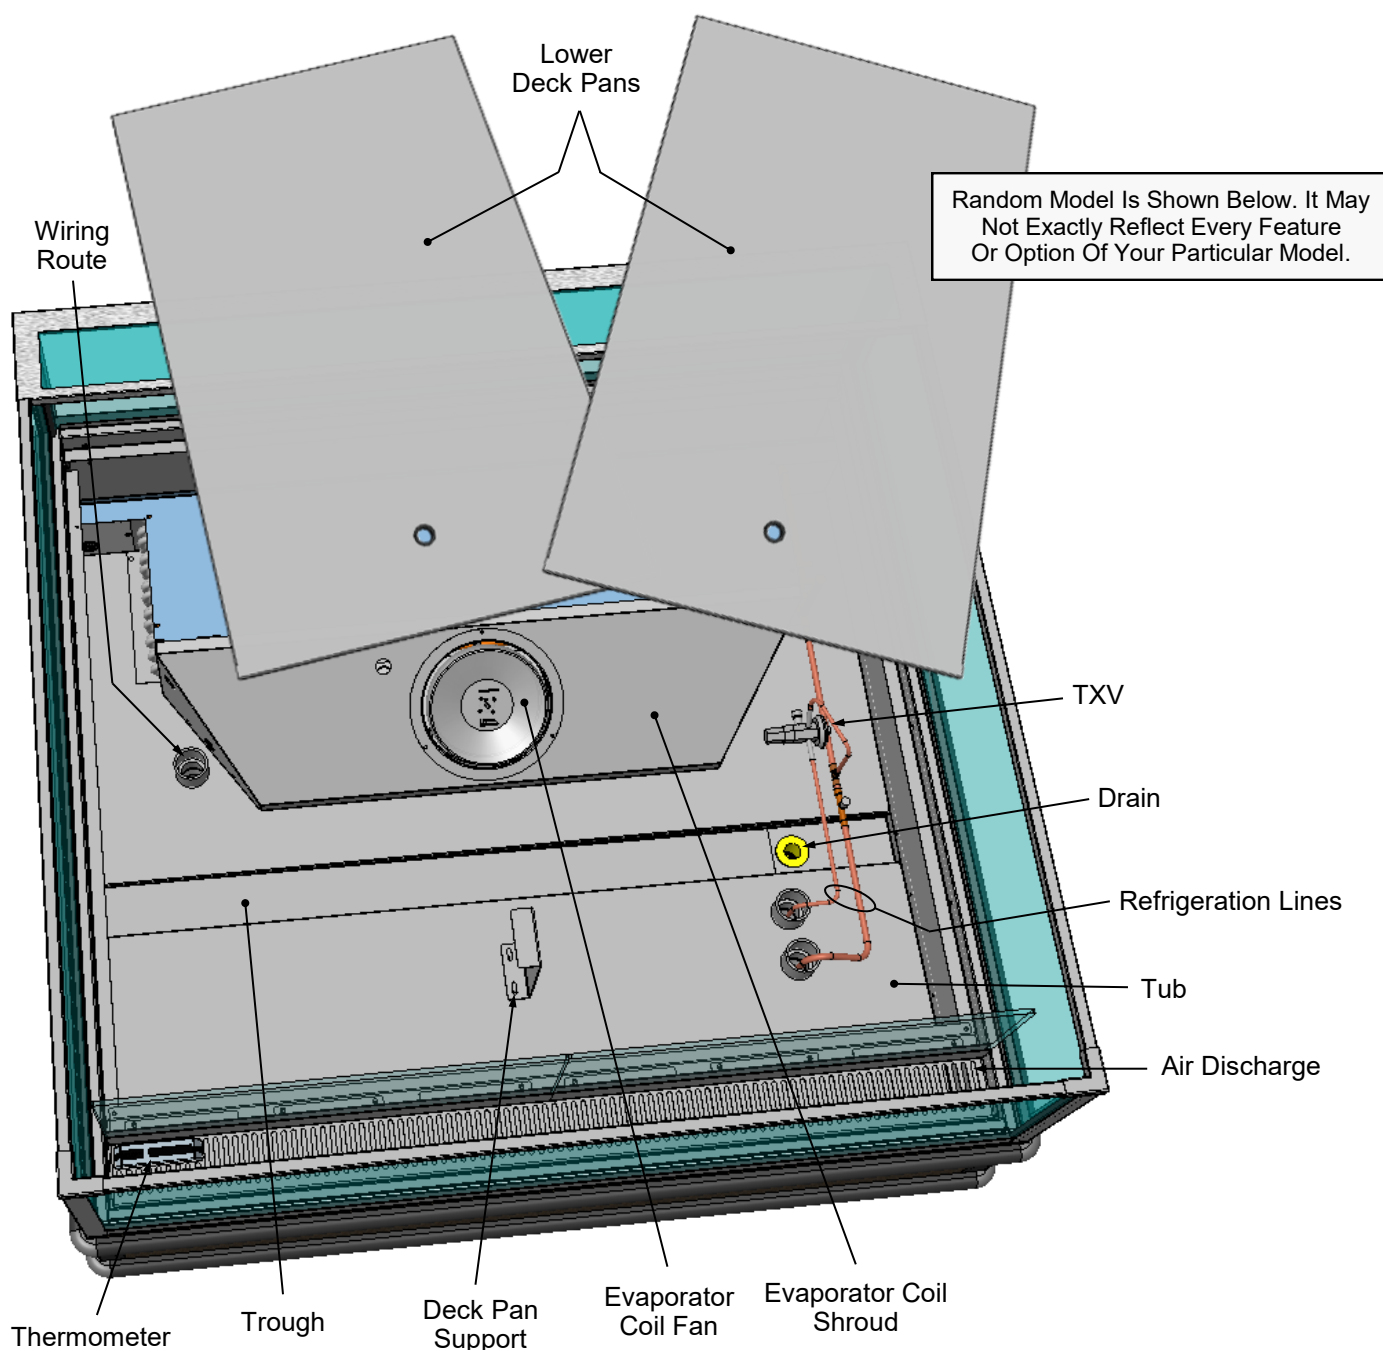 Lower
Deck Pans
Random Model Is Shown Below. It May
Not Exactly Reflect Every Feature
Or Option Of Your Particular Model.
Wiring
Route
TXV
Drain
Refrigeration Lines
Tub
Air Discharge
Thermometer
Trough
Deck Pan
Support
Evaporator
Coil Fan
Evaporator Coil
Shroud